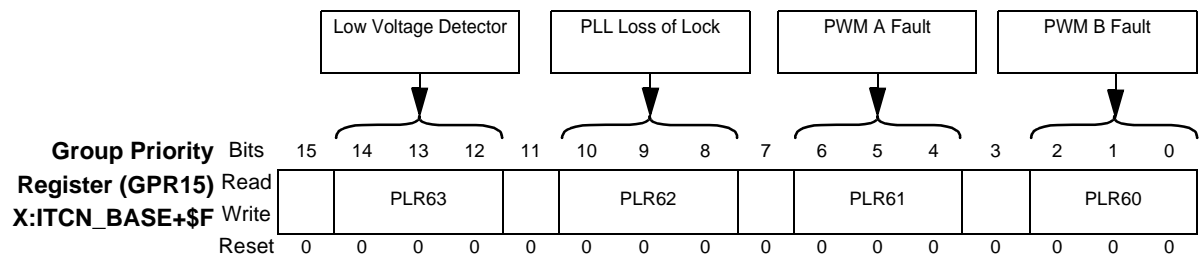 Low Voltage Detector PLL Loss of Lock PWM A Fault PWM B Fault
Group Priority Bits 15 14 13 12 11 10 9 8 7 6 5 4 3 2 1 0
Register (GPR15) Read
PLR63 PLR62 PLR61 PLR60
X:ITCN_BASE+$F Write
Reset 0 0 0 0 0 0 0 0 0 0 0 0 0 0 0 0